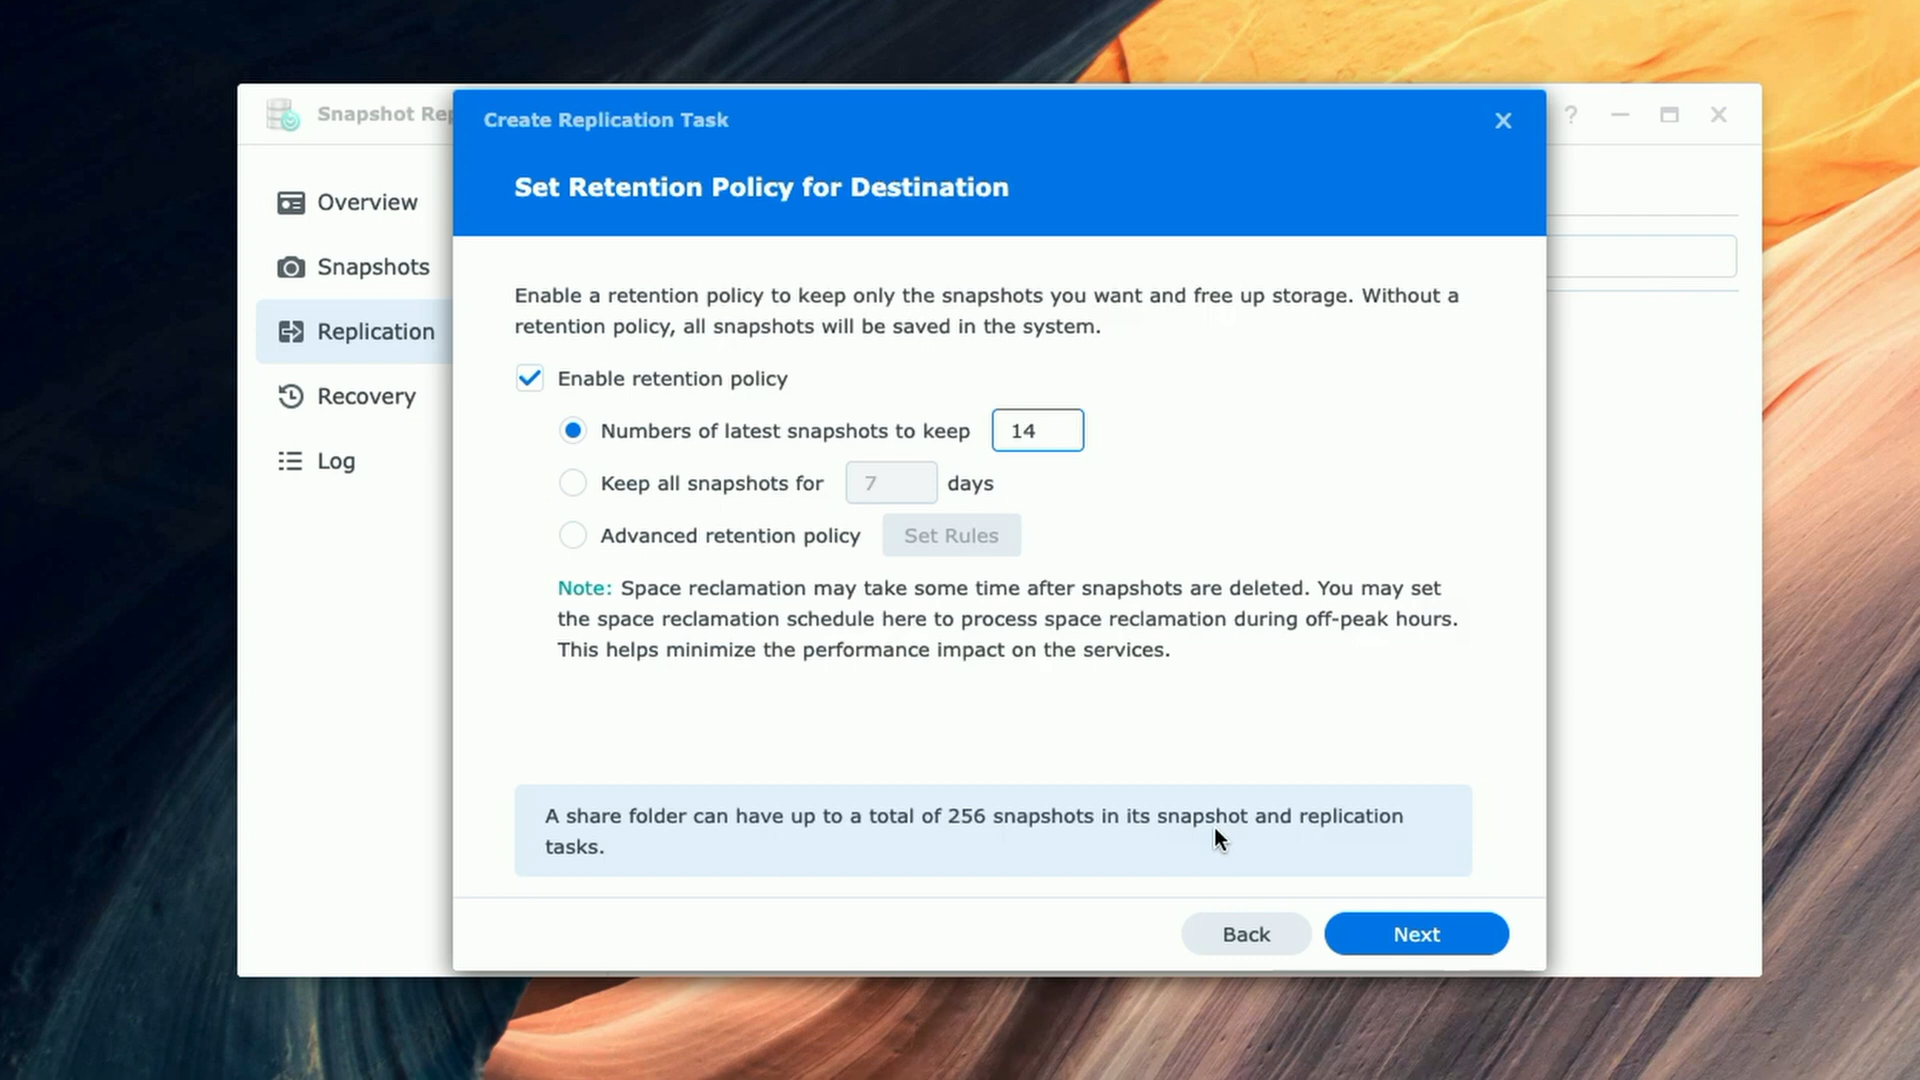 Snapshot Rep
Create Replication Task
Set Retention Policy for Destination
Overview
Snapshots
Replication
Recovery
Log
Enable a retention policy to keep only the snapshots you want and free up storage. Without a
retention policy, all snapshots will be saved in the system.
Enable retention policy
Numbers of latest snapshots to keep 14
Keep all snapshots for 7 days
Advanced retention policy Set Rules
Note: Space reclamation may take some time after snapshots are deleted. You may set
the space reclamation schedule here to process space reclamation during off-peak hours.
This helps minimize the performance impact on the services.
A share folder can have up to a total of 256 snapshots in its snapshot and replication
tasks.
Back Next